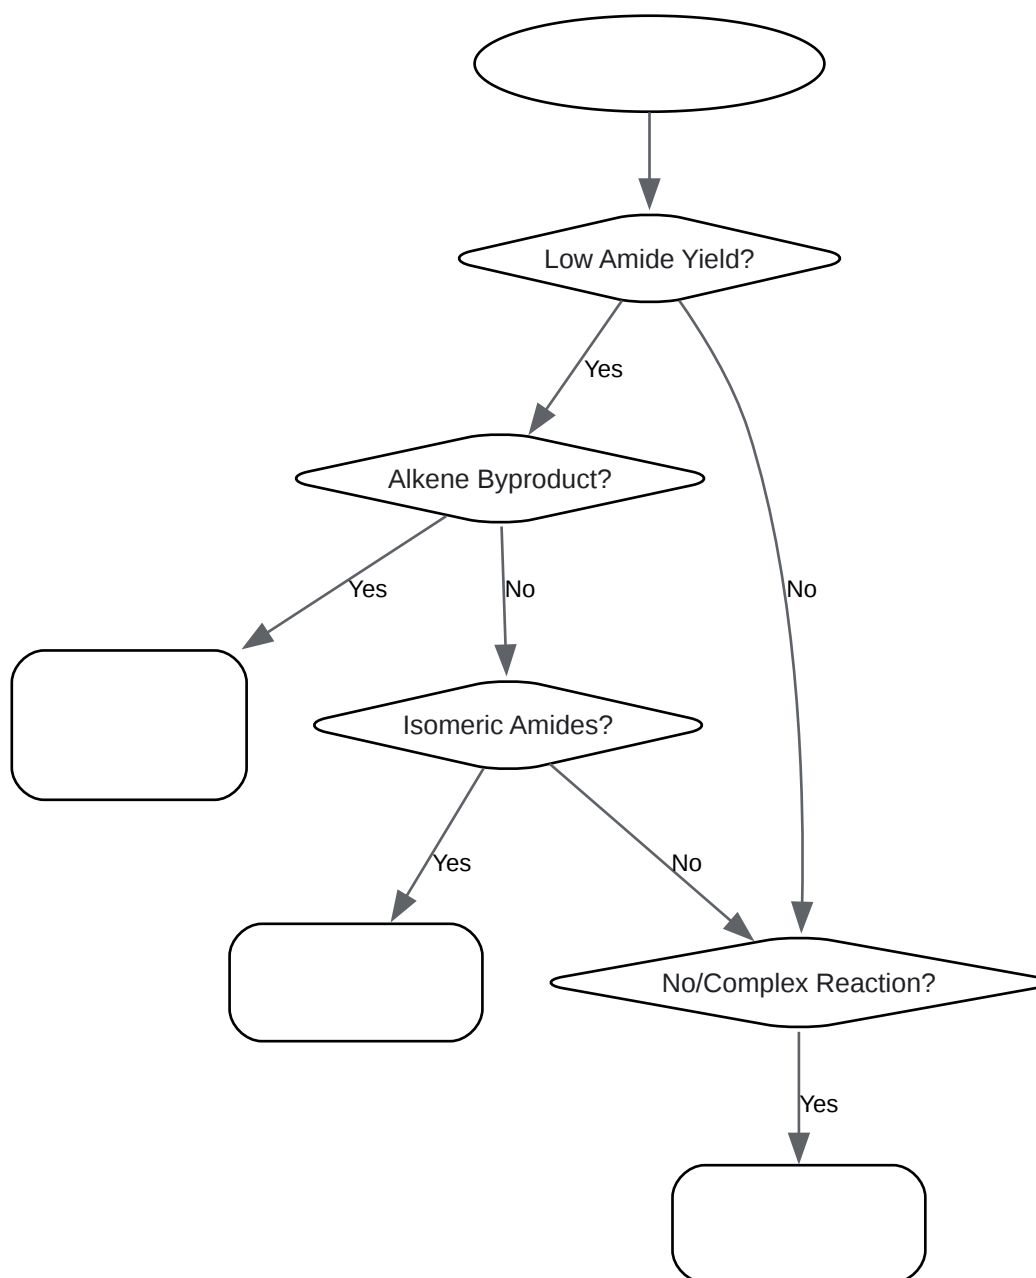 Low Amide Yield?
Yes
Alkene Byproduct?
Yes
No
No
Isomeric Amides?
Yes
No
No/Complex Reaction?
Yes